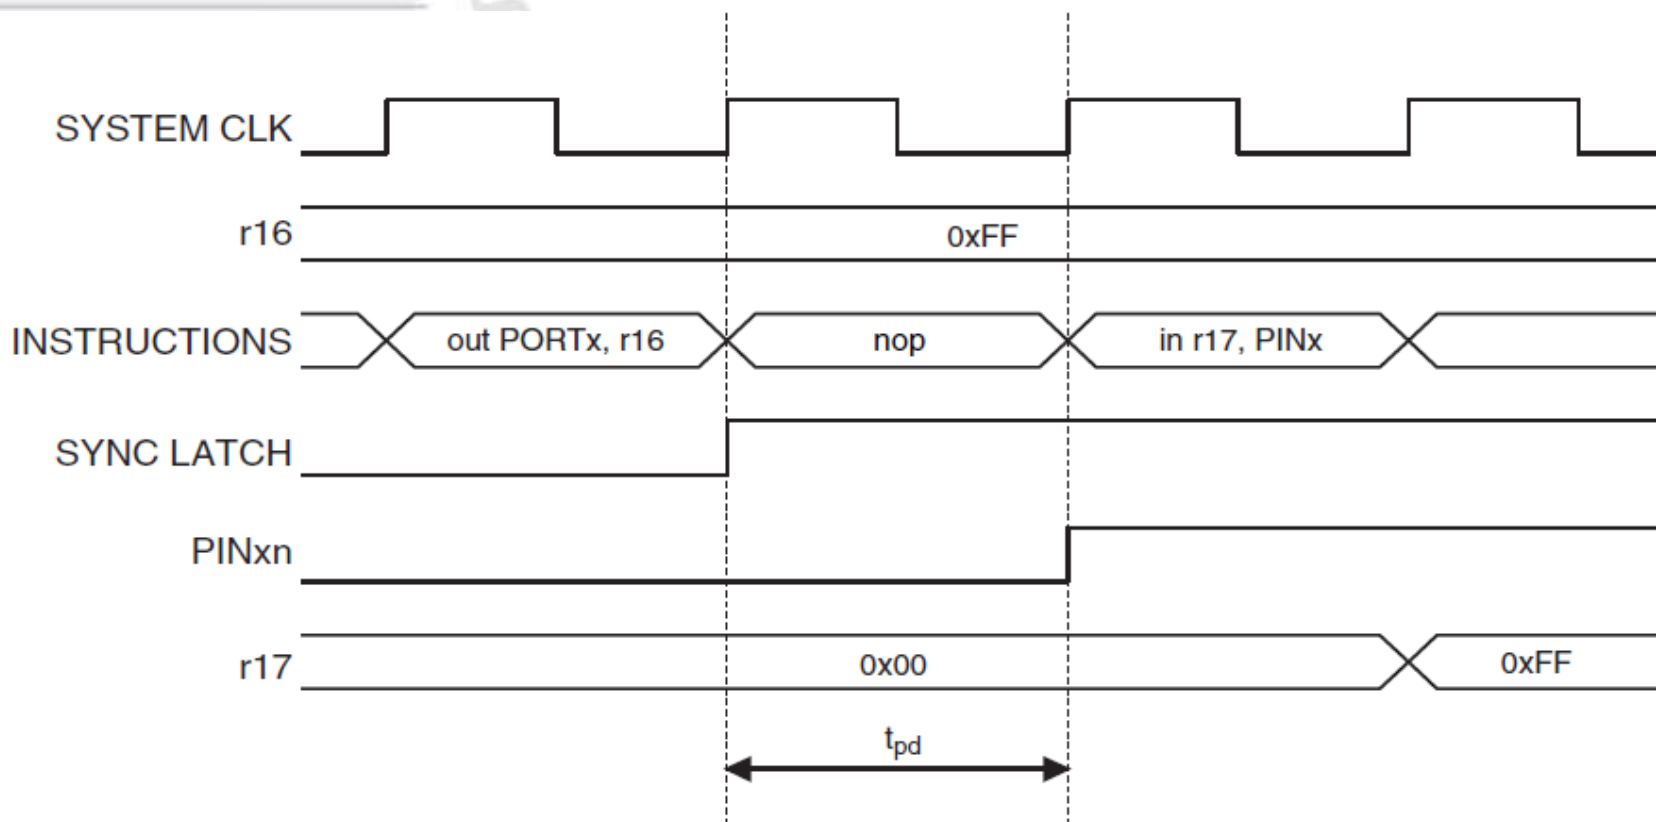 SYSTEM CLK
r16
0xFF
INSTRUCTIONS
out PORTx, r16
nop
in r17, PINx
SYNC LATCH
PINxn
r17
0x00
0xFF
tpd